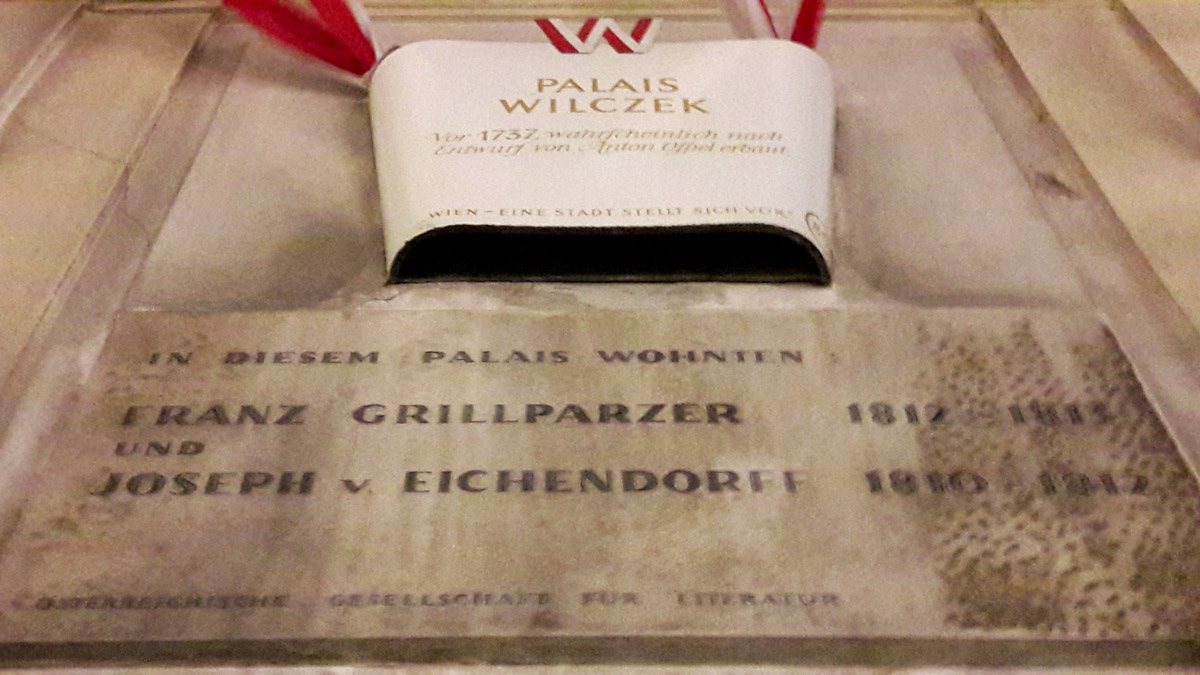 W
PALAIS
WILCZEK
Vor 1737, wahrscheinlich nach
Entwurf von Anton Ospel erbaut
WIEN – EINE STADT STELLT SICH VOR
IN DIESEM PALAIS WOHNTEN
FRANZ GRILLPARZER 1812
UND
JOSEPH v. EICHENDORFF 1810 1812
ÖSTERREICHISCHE GESELLSCHAFT FÜR LITERATUR